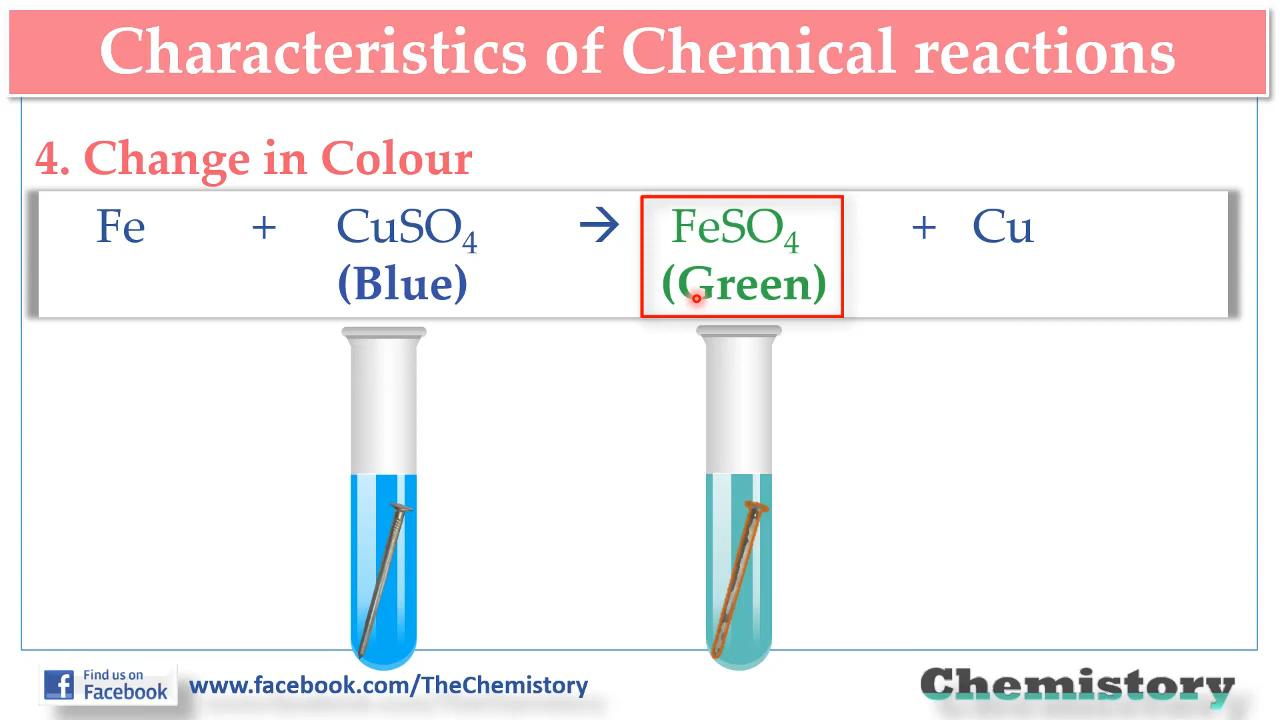 Characteristics of Chemical reactions
4. Change in Colour
Fe + CuSO₄ → FeSO₄ + Cu
(Blue) (Green)
Find us on
Facebook
www.facebook.com/TheChemistory
Chemistory